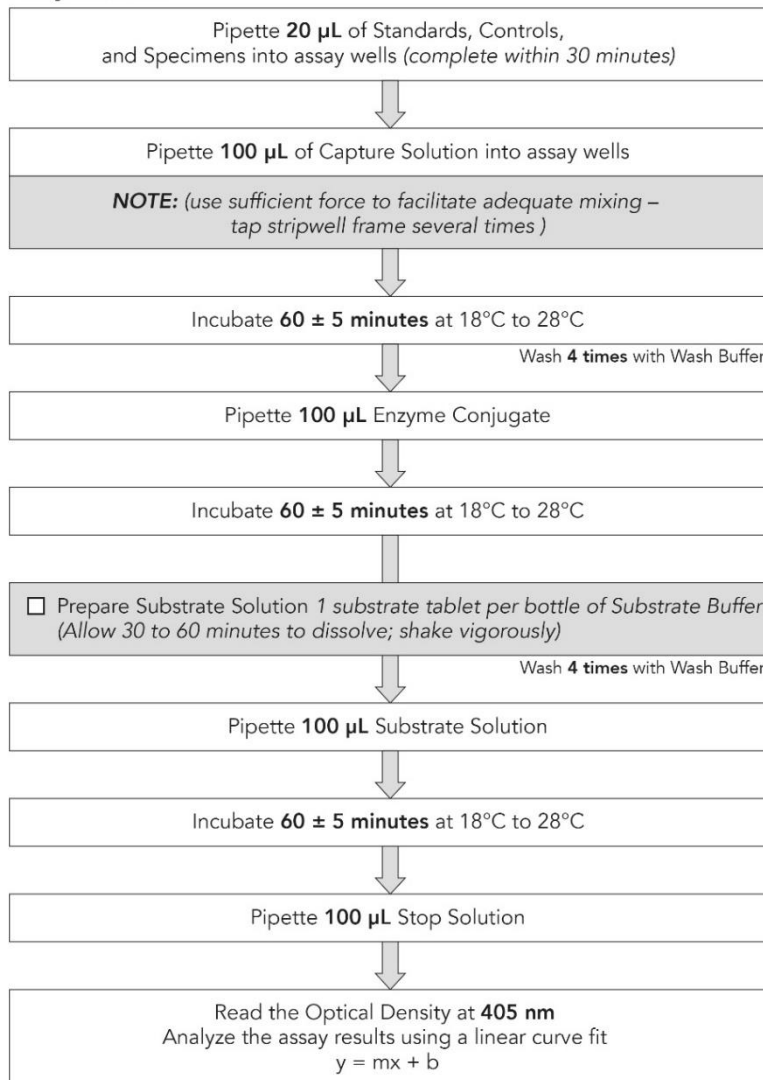 Pipette 20 µL of Standards, Controls,
and Specimens into assay wells (complete within 30 minutes)
Pipette 100 µL of Capture Solution into assay wells
NOTE: (use sufficient force to facilitate adequate mixing –
tap stripwell frame several times )
Incubate 60 ± 5 minutes at 18°C to 28°C
Wash 4 times with Wash Buffer
Pipette 100 µL Enzyme Conjugate
Incubate 60 ± 5 minutes at 18°C to 28°C
☐ Prepare Substrate Solution 1 substrate tablet per bottle of Substrate Buffer
(Allow 30 to 60 minutes to dissolve; shake vigorously)
Wash 4 times with Wash Buffer
Pipette 100 µL Substrate Solution
Incubate 60 ± 5 minutes at 18°C to 28°C
Pipette 100 µL Stop Solution
Read the Optical Density at 405 nm
Analyze the assay results using a linear curve fit
y = mx + b